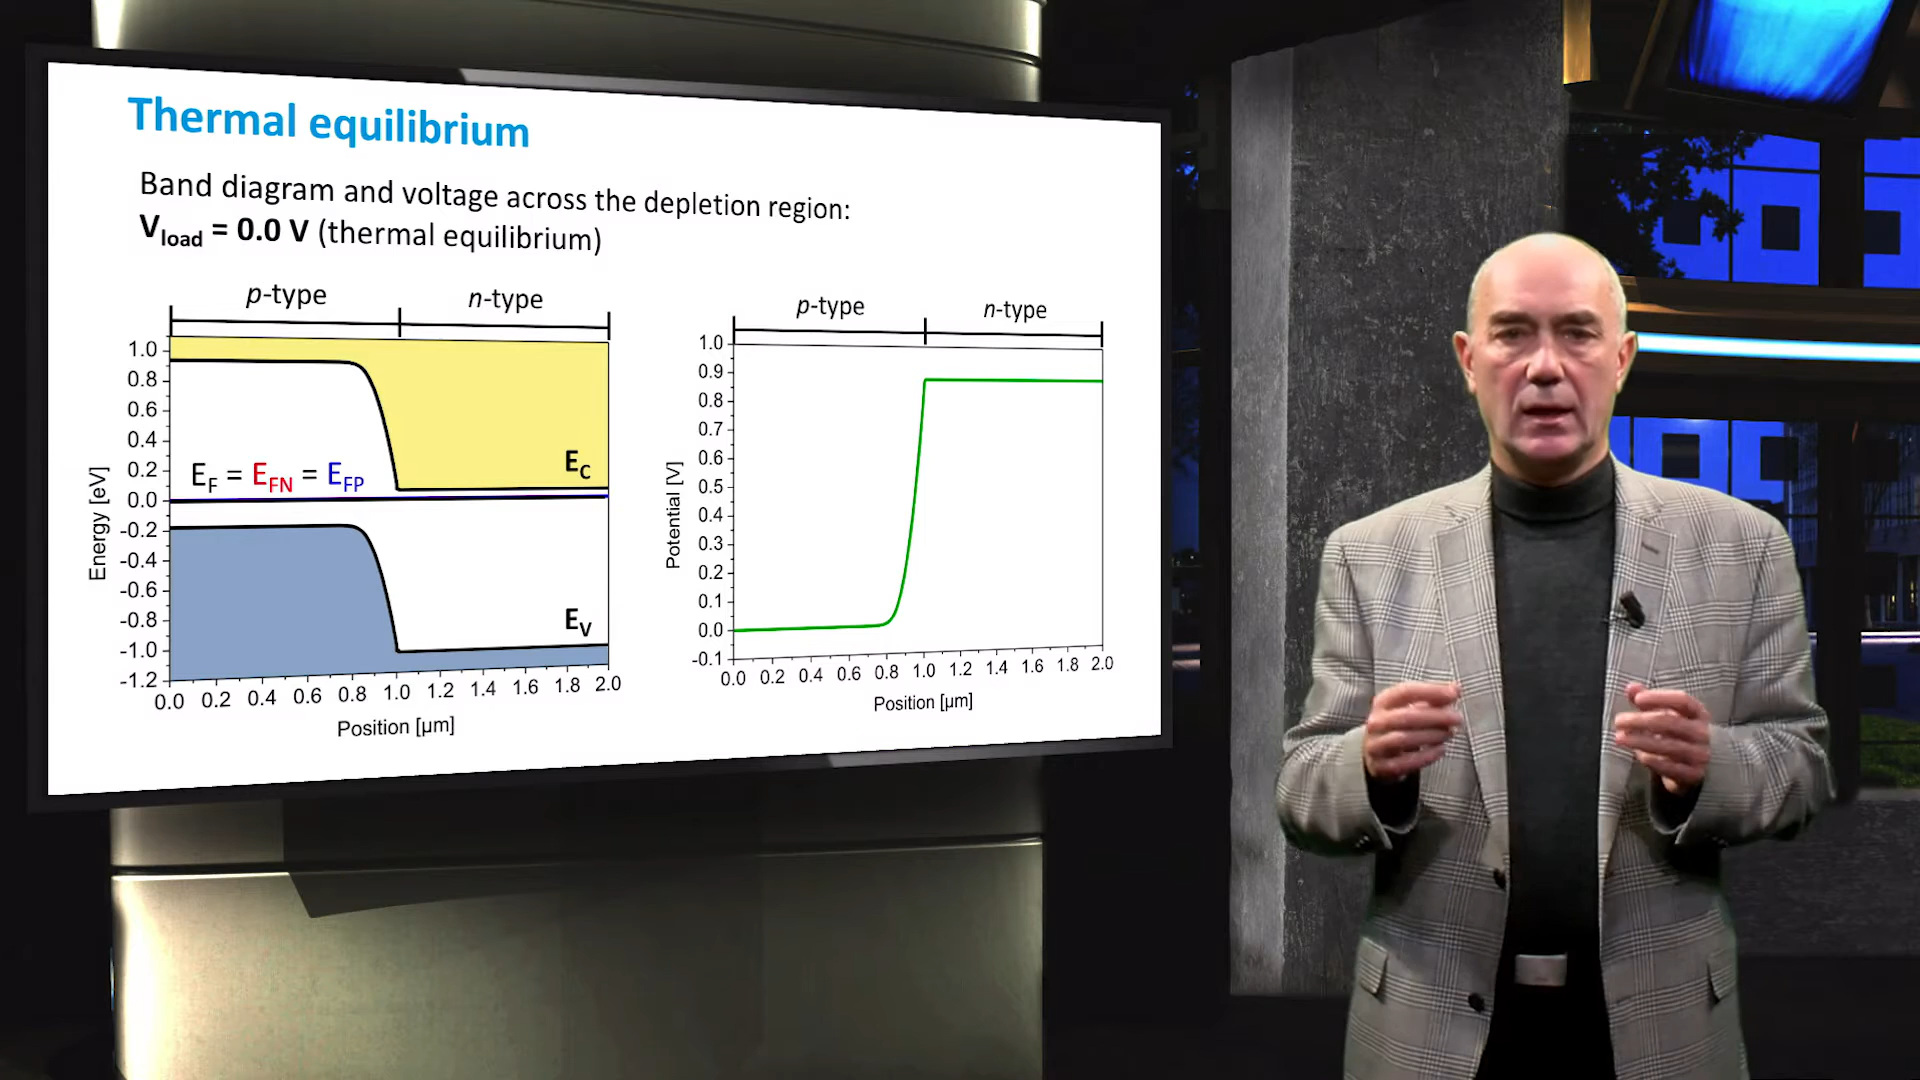 Thermal equilibrium
Band diagram and voltage across the depletion region:
V_load = 0.0 V (thermal equilibrium)
p-type
n-type
1.0
0.8
0.6
0.4
0.2
0.0
-0.2
-0.4
-0.6
-0.8
-1.0
-1.2
Energy [eV]
E_F = E_FN = E_FP
E_C
E_V
0.0 0.2 0.4 0.6 0.8 1.0 1.2 1.4 1.6 1.8 2.0
Position [µm]
p-type
n-type
1.0
0.9
0.8
0.7
0.6
0.5
0.4
0.3
0.2
0.1
0.0
-0.1
Potential [V]
0.0 0.2 0.4 0.6 0.8 1.0 1.2 1.4 1.6 1.8 2.0
Position [µm]